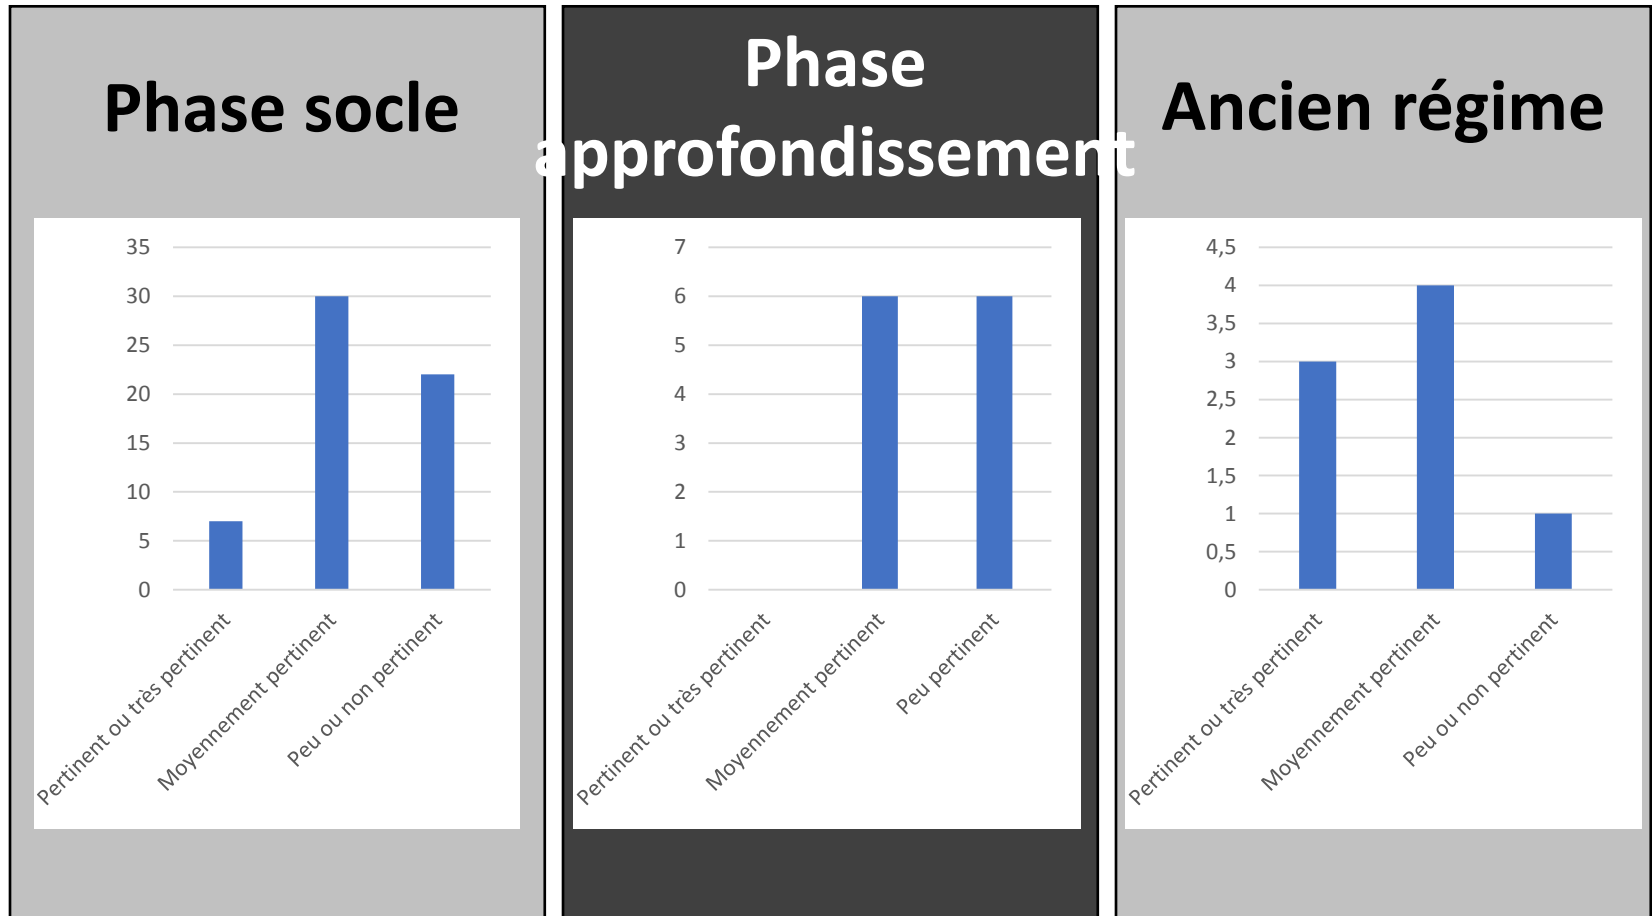 Phase socle
35
30
25
20
15
10
5
0
Pertinent ou très pertinent
Moyennement pertinent
Peu ou non pertinent
Phase
approfondissement
7
6
5
4
3
2
1
0
Pertinent ou très pertinent
Moyennement pertinent
Peu pertinent
Ancien régime
4,5
4
3,5
3
2,5
2
1,5
1
0,5
0
Pertinent ou très pertinent
Moyennement pertinent
Peu ou non pertinent